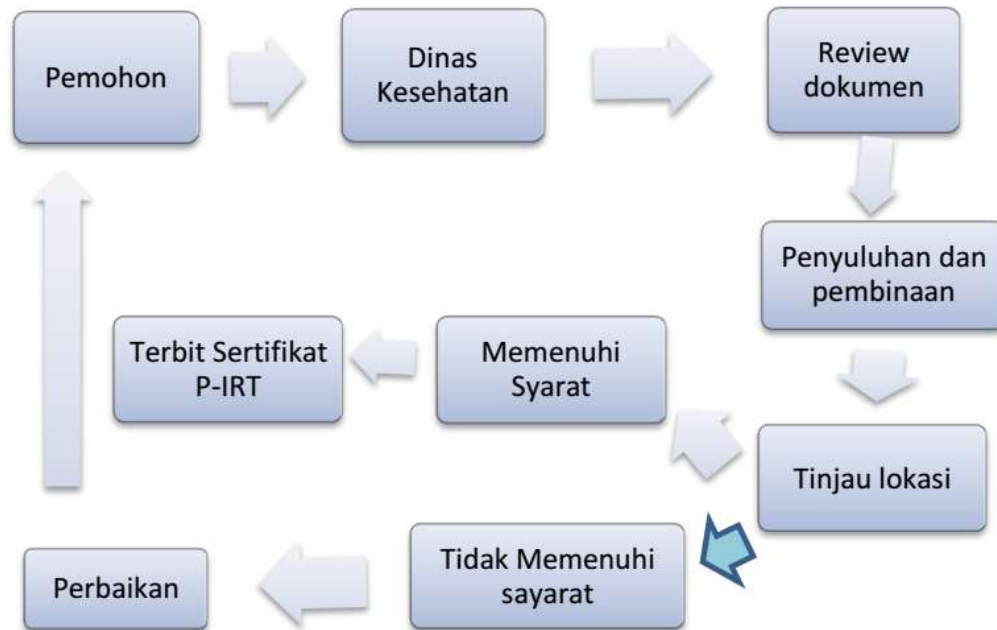 Pemohon
Dinas
Kesehatan
Review
dokumen
Penyuluhan dan
pembinaan
Tinjau lokasi
Memenuhi
Syarat
Terbit Sertifikat
P-IRT
Tidak Memenuhi
sayarat
Perbaikan